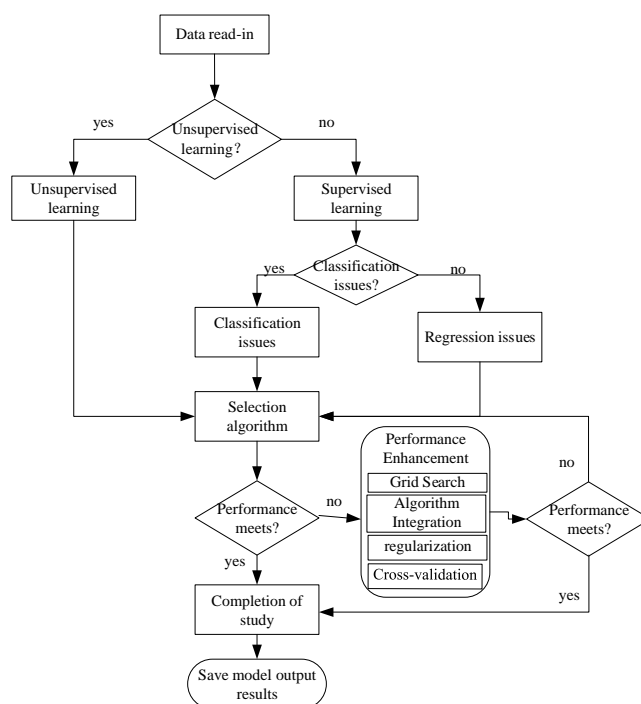 Data read-in
yes
Unsupervised
learning?
no
Unsupervised
learning
Supervised
learning
yes
Classification
issues?
no
Classification
issues
Regression issues
Selection
algorithm
Performance
Enhancement
Grid Search
Algorithm
Integration
regularization
Cross-validation
no
Performance
meets?
no
Performance
meets?
yes
yes
Completion of
study
Save model output
results